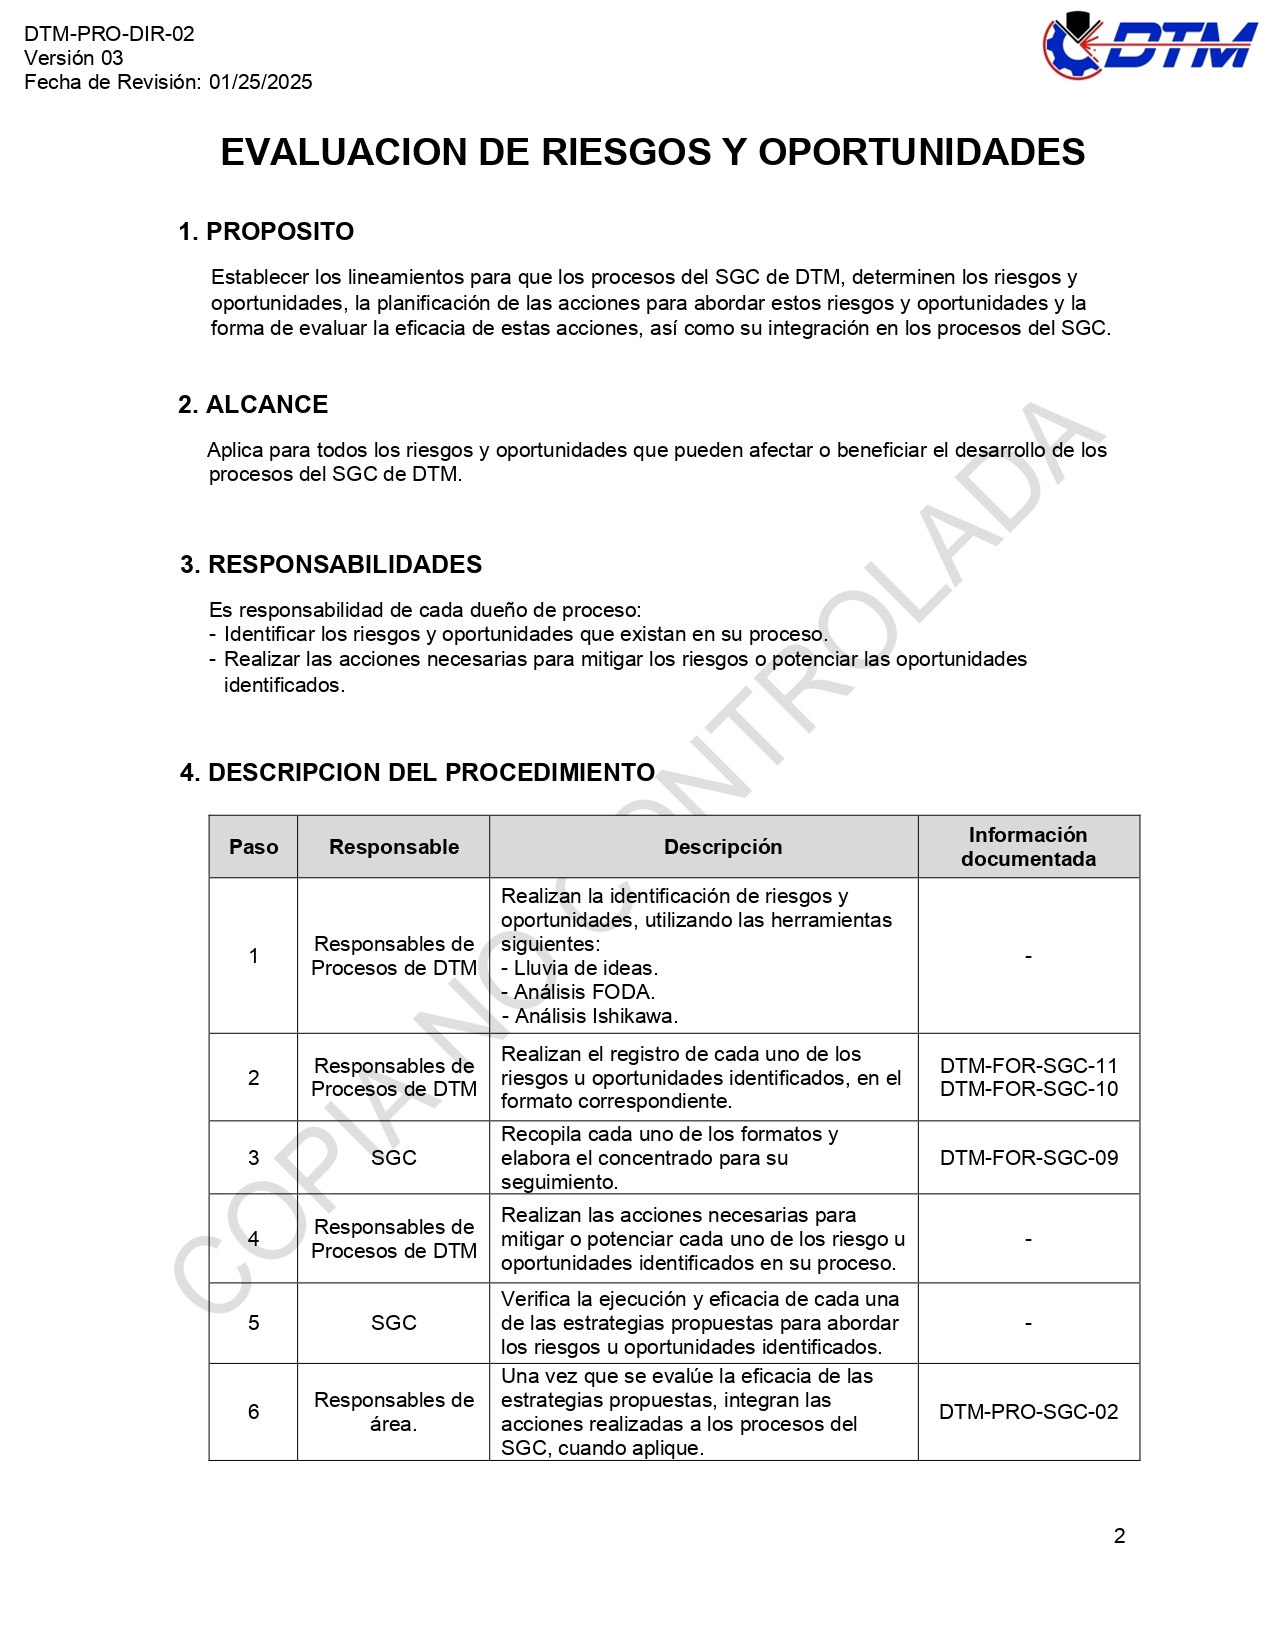 DTM-PRO-DIR-02
Versión 03
Fecha de Revisión: 01/25/2025
DTM
EVALUACION DE RIESGOS Y OPORTUNIDADES
1. PROPOSITO
Establecer los lineamientos para que los procesos del SGC de DTM, determinen los riesgos y
oportunidades, la planificación de las acciones para abordar estos riesgos y oportunidades y la
forma de evaluar la eficacia de estas acciones, así como su integración en los procesos del SGC.
2. ALCANCE
Aplica para todos los riesgos y oportunidades que pueden afectar o beneficiar el desarrollo de los
procesos del SGC de DTM.
3. RESPONSABILIDADES
Es responsabilidad de cada dueño de proceso:
- Identificar los riesgos y oportunidades que existan en su proceso.
- Realizar las acciones necesarias para mitigar los riesgos o potenciar las oportunidades
identificados.
4. DESCRIPCION DEL PROCEDIMIENTO
Paso
Responsable
Descripción
Información
documentada
1
Responsables de
Procesos de DTM
Realizan la identificación de riesgos y
oportunidades, utilizando las herramientas
siguientes:
- Lluvia de ideas.
- Análisis FODA.
- Análisis Ishikawa.
-
2
Responsables de
Procesos de DTM
Realizan el registro de cada uno de los
riesgos u oportunidades identificados, en el
formato correspondiente.
DTM-FOR-SGC-11
DTM-FOR-SGC-10
3
SGC
Recopila cada uno de los formatos y
elabora el concentrado para su
seguimiento.
DTM-FOR-SGC-09
4
Responsables de
Procesos de DTM
Realizan las acciones necesarias para
mitigar o potenciar cada uno de los riesgo u
oportunidades identificados en su proceso.
-
5
SGC
Verifica la ejecución y eficacia de cada una
de las estrategias propuestas para abordar
los riesgos u oportunidades identificados.
-
6
Responsables de
área.
Una vez que se evalúe la eficacia de las
estrategias propuestas, integran las
acciones realizadas a los procesos del
SGC, cuando aplique.
DTM-PRO-SGC-02
COPIA NO CONTROLADA
2